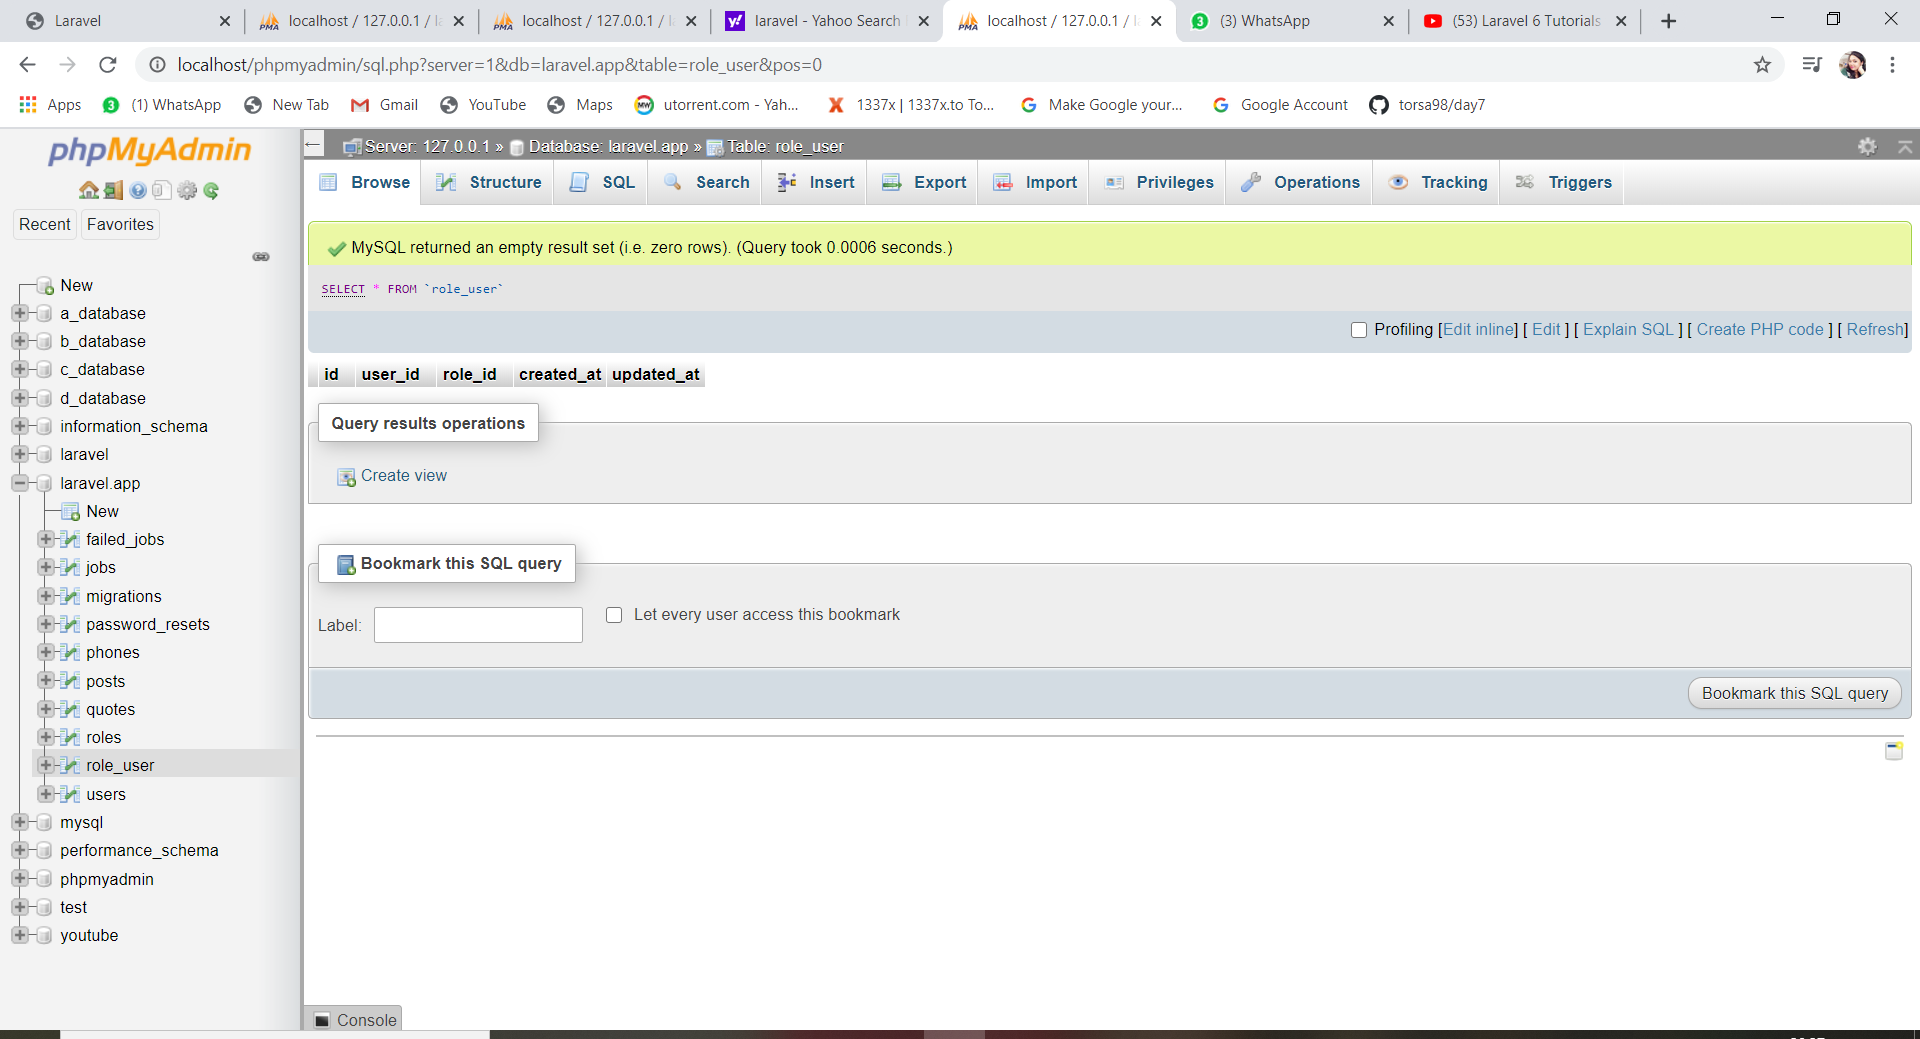 Laravel
localhost / 127.0.0.1 / la
localhost / 127.0.0.1 / la
laravel - Yahoo Search
localhost / 127.0.0.1 / l
(3) WhatsApp
(53) Laravel 6 Tutorials
localhost/phpmyadmin/sql.php?server=1&db=laravel.app&table=role_user&pos=0
Apps
(1) WhatsApp
New Tab
Gmail
YouTube
Maps
utorrent.com - Yah...
1337x | 1337x.to To...
Make Google your...
Google Account
torsa98/day7
phpMyAdmin
Recent
Favorites
New
a_database
b_database
c_database
d_database
information_schema
laravel
laravel.app
New
failed_jobs
jobs
migrations
password_resets
phones
posts
quotes
roles
role_user
users
mysql
performance_schema
phpmyadmin
test
youtube
Server: 127.0.0.1 » Database: laravel.app » Table: role_user
Browse
Structure
SQL
Search
Insert
Export
Import
Privileges
Operations
Tracking
Triggers
MySQL returned an empty result set (i.e. zero rows). (Query took 0.0006 seconds.)
SELECT * FROM `role_user`
Profiling [Edit inline] [ Edit ] [ Explain SQL ] [ Create PHP code ] [ Refresh]
id user_id role_id created_at updated_at
Query results operations
Create view
Bookmark this SQL query
Label:
Let every user access this bookmark
Bookmark this SQL query
Console